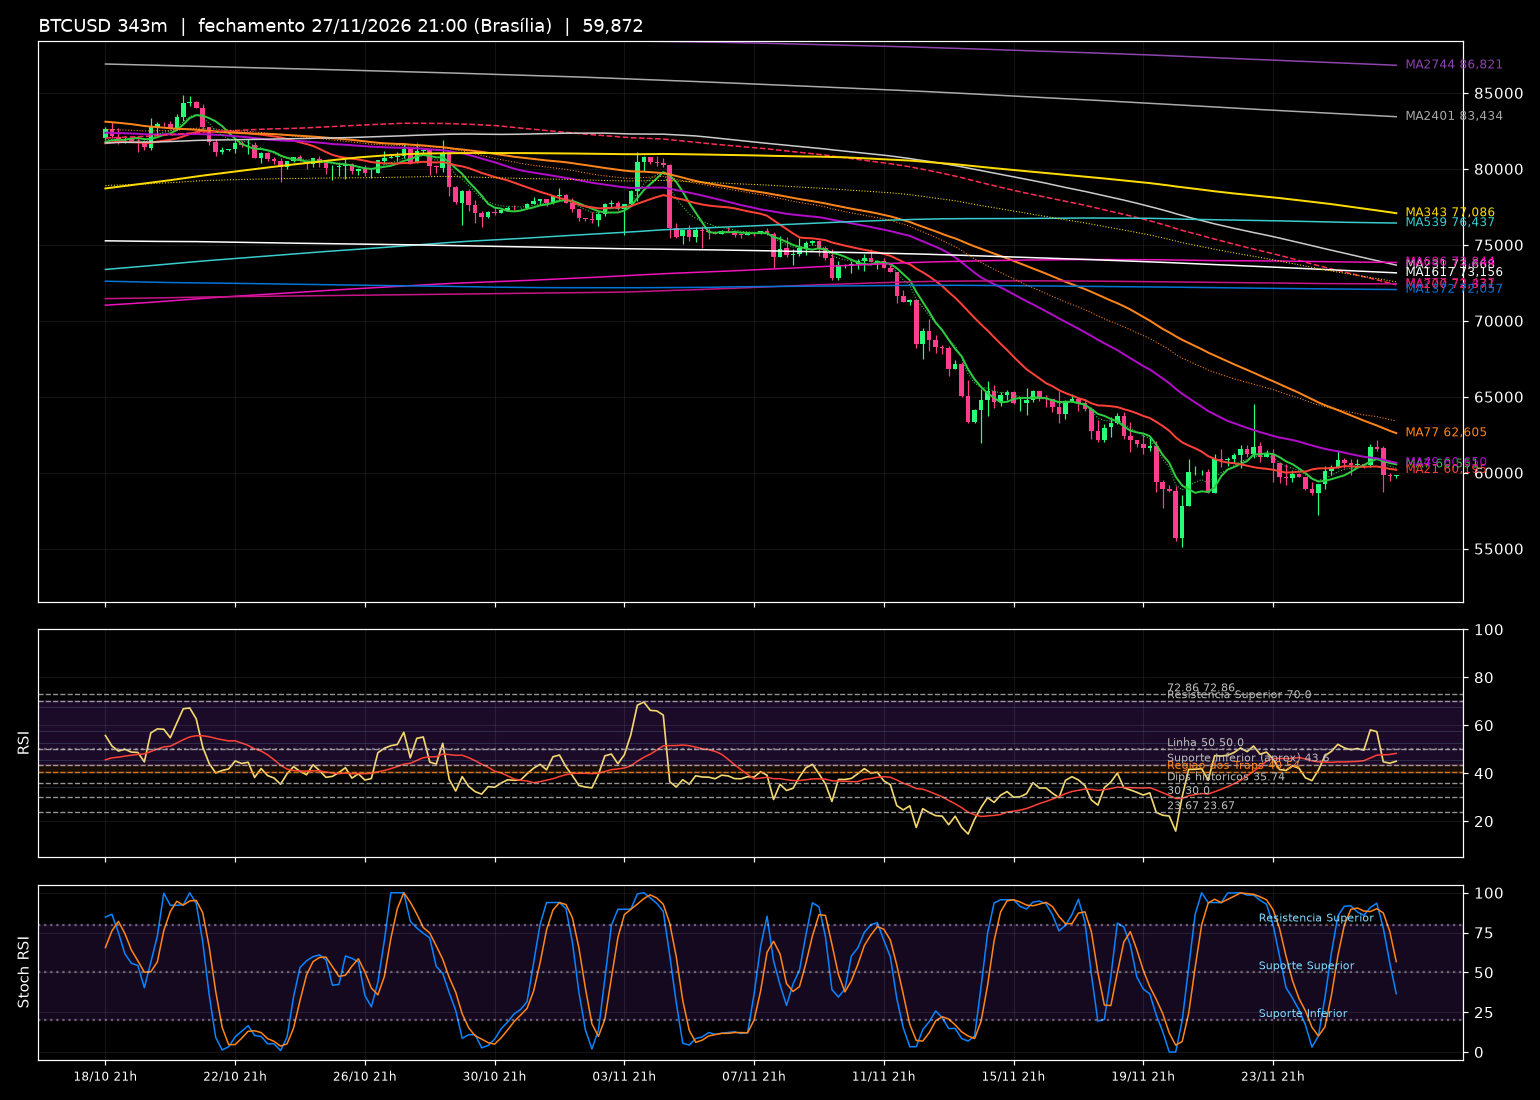 BTCUSD 343m | fechamento 27/11/2026 21:00 (Brasília) | 59,872
MA2744 86,821
85000
MA2401 83,434
80000
MA343 77,086
MA539 76,437
75000
MA1617 73,156
70000
65000
MA77 62,605
MA21
60000
55000
100
72.86 72.86
80
Resistencia Superior 70.0
60
RSI
Linha 50 50.0
Suporte Inferior (aprox) 43.6
40
Dips historicos 35.74
30 30.0
23.67 23.67
20
100
Resistencia Superior
75
Stoch RSI
Suporte Superior
50
25
Suporte Inferior
0
18/10 21h
22/10 21h
26/10 21h
30/10 21h
03/11 21h
07/11 21h
11/11 21h
15/11 21h
19/11 21h
23/11 21h